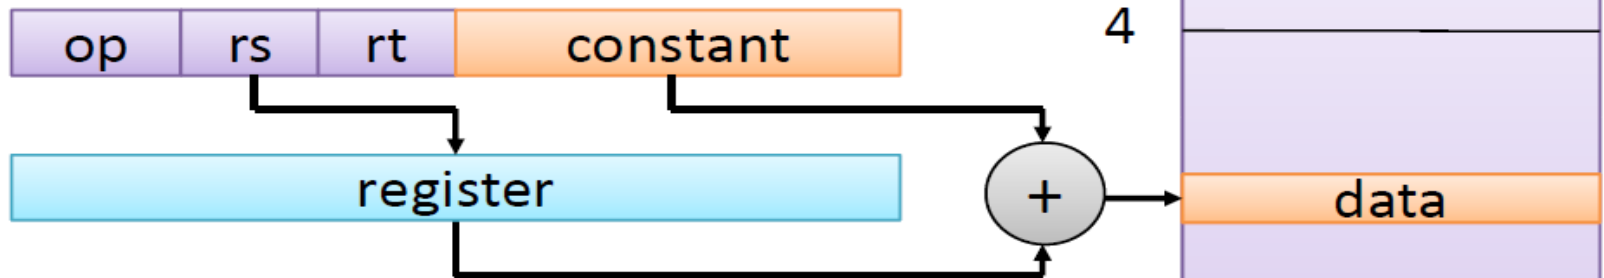 op rs rt constant 4
register + data